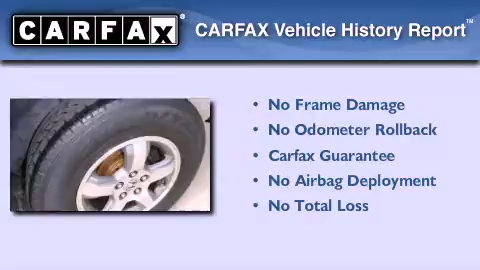 CARFAX® CARFAX Vehicle History Report™
• No Frame Damage
• No Odometer Rollback
• Carfax Guarantee
• No Airbag Deployment
• No Total Loss